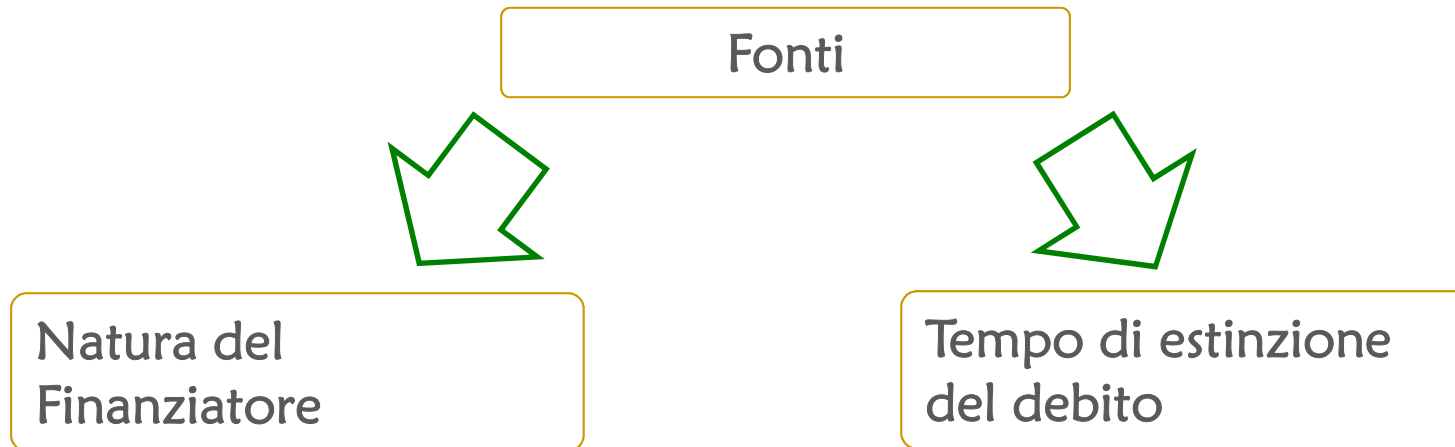 Fonti
Natura del
Finanziatore
Tempo di estinzione
del debito